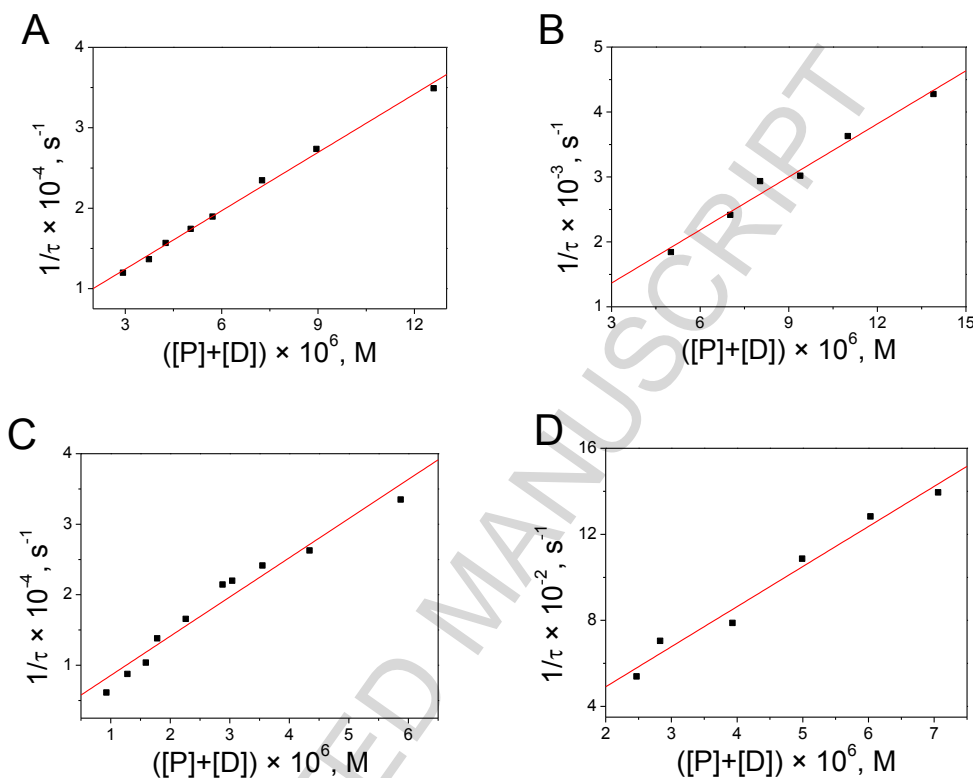 A
4
3
2
1
1/τ × 10⁻⁴, s⁻¹
3 6 9 12
([P]+[D]) × 10⁶, M
B
5
4
3
2
1
1/τ × 10⁻³, s⁻¹
3 6 9 12 15
([P]+[D]) × 10⁶, M
C
4
3
2
1
1/τ × 10⁻⁴, s⁻¹
1 2 3 4 5 6
([P]+[D]) × 10⁶, M
D
16
12
8
4
1/τ × 10⁻², s⁻¹
2 3 4 5 6 7
([P]+[D]) × 10⁶, M
TED MANUSCRIPT